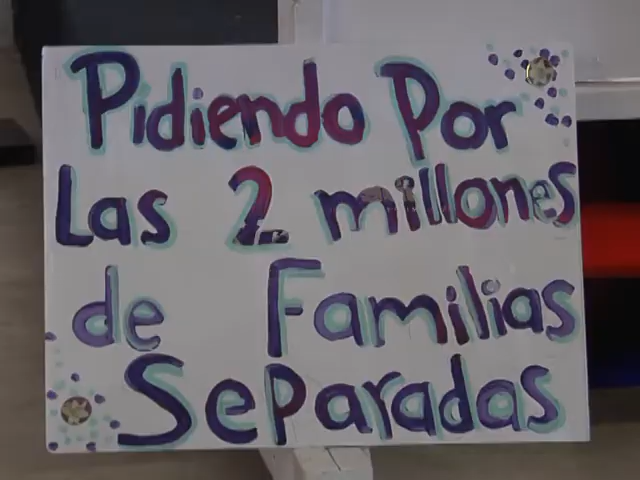 Pidiendo Por
Las 2 millones
de Familias
Separadas